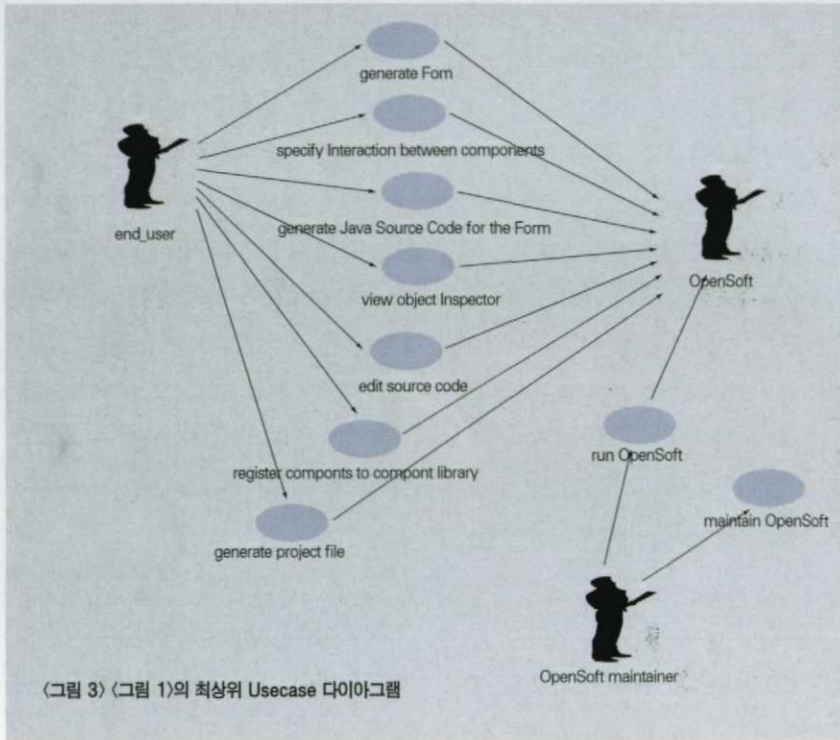 generate Fom
specify Interaction between components
end_user
generate Java Source Code for the Form
OpenSoft
view object Inspector
edit source code
run OpenSoft
register componts to compont library
maintain OpenSoft
generate project file
OpenSoft maintainer
〈그림 3〉 〈그림 1〉의 최상위 Usecase 다이아그램